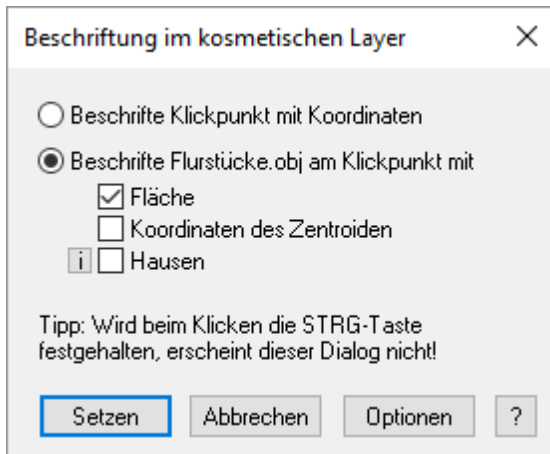 Beschriftung im kosmetischen Layer
Beschrifte Klickpunkt mit Koordinaten
Beschrifte Flurstücke.obj am Klickpunkt mit
Fläche
Koordinaten des Zentroiden
i Hausen
Tipp: Wird beim Klicken die STRG-Taste
festgehalten, erscheint dieser Dialog nicht!
Setzen Abbrechen Optionen ?